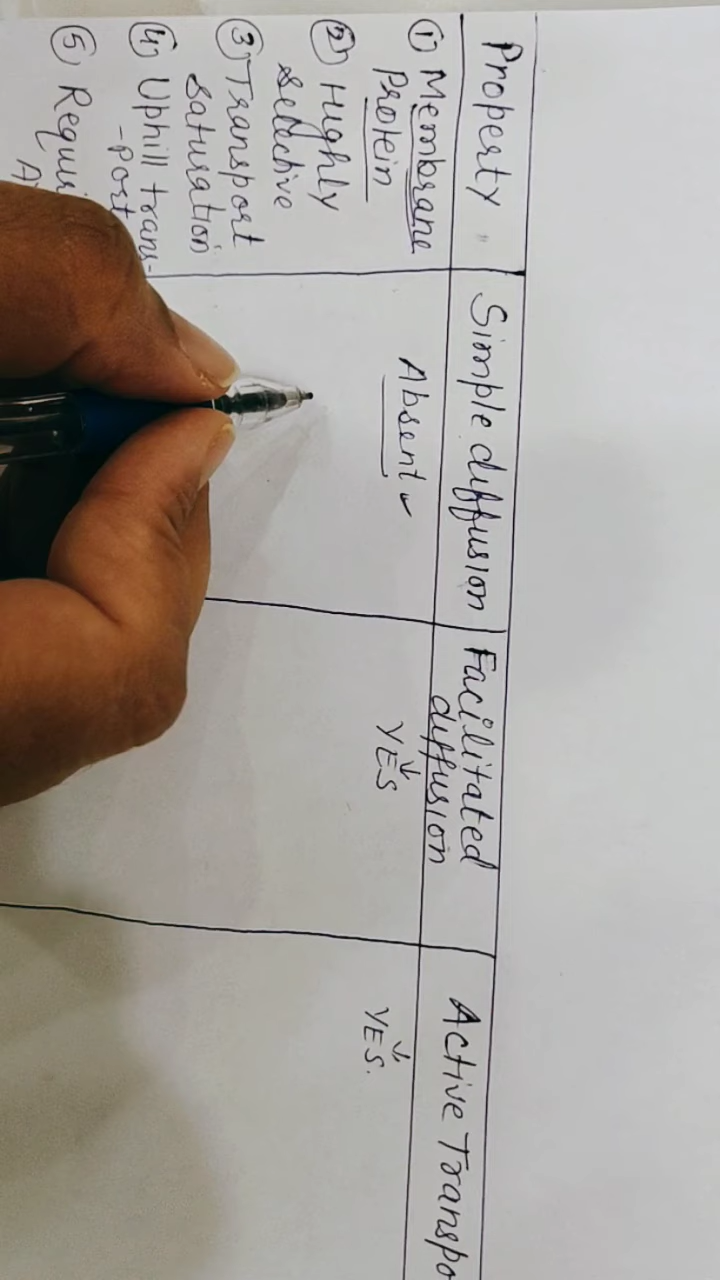 Property
Simple diffusion
Facilitated
diffusion
Active
① Membrane
Protein
Absent
YES
YES.
② Highly
selective
③ Transport
saturation
④ Uphill trans-
-port
⑤